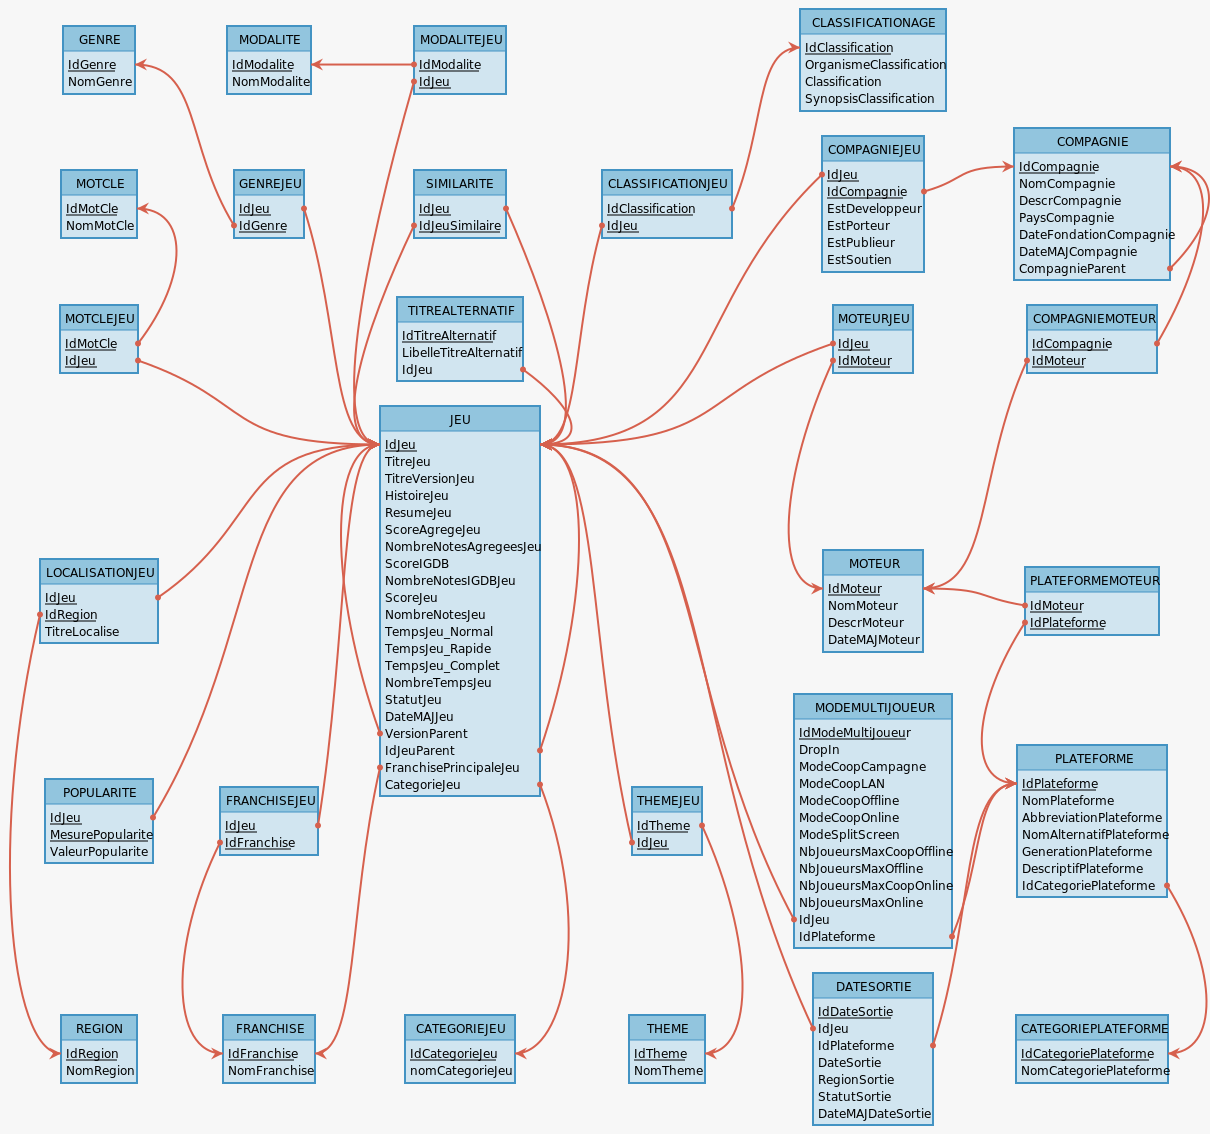 GENRE
IdGenre
NomGenre
MODALITE
IdModalite
NomModalite
MODALITEJEU
IdModalite
IdJeu
CLASSIFICATIONAGE
IdClassification
OrganismeClassification
Classification
SynopsisClassification
MOTCLE
IdMotCle
NomMotCle
GENREJEU
IdJeu
IdGenre
SIMILARITE
IdJeu
IdJeuSimilaire
CLASSIFICATIONJEU
IdClassification
IdJeu
COMPAGNIEJEU
IdJeu
IdCompagnie
EstDeveloppeur
EstPorteur
EstPublieur
EstSoutien
COMPAGNIE
IdCompagnie
NomCompagnie
DescrCompagnie
PaysCompagnie
DateFondationCompagnie
DateMAJCompagnie
CompagnieParent
MOTCLEJEU
IdMotCle
IdJeu
TITREALTERNATIF
IdTitreAlternatif
LibelleTitreAlternatif
IdJeu
MOTEURJEU
IdJeu
IdMoteur
COMPAGNIEMOTEUR
IdCompagnie
IdMoteur
JEU
IdJeu
TitreJeu
TitreVersionJeu
HistoireJeu
ResumeJeu
ScoreAgregeJeu
NombreNotesAgregeesJeu
ScoreIGDB
NombreNotesIGDBJeu
ScoreJeu
NombreNotesJeu
TempsJeu_Normal
TempsJeu_Rapide
TempsJeu_Complet
NombreTempsJeu
StatutJeu
DateMAJJeu
VersionParent
IdJeuParent
FranchisePrincipaleJeu
CategorieJeu
LOCALISATIONJEU
IdJeu
IdRegion
TitreLocalise
MOTEUR
IdMoteur
NomMoteur
DescrMoteur
DateMAJMoteur
PLATEFORMEMOTEUR
IdMoteur
IdPlateforme
POPULARITE
IdJeu
MesurePopularite
ValeurPopularite
FRANCHISEJEU
IdJeu
IdFranchise
THEMEJEU
IdTheme
IdJeu
MODEMULTIJOUEUR
IdModeMultiJoueur
DropIn
ModeCoopCampagne
ModeCoopLAN
ModeCoopOffline
ModeCoopOnline
ModeSplitScreen
NbJoueursMaxCoopOffline
NbJoueursMaxOffline
NbJoueursMaxCoopOnline
NbJoueursMaxOnline
IdJeu
IdPlateforme
PLATEFORME
IdPlateforme
NomPlateforme
AbbreviationPlateforme
NomAlternatifPlateforme
GenerationPlateforme
DescriptifPlateforme
IdCategoriePlateforme
REGION
IdRegion
NomRegion
FRANCHISE
IdFranchise
NomFranchise
CATEGORIEJEU
IdCategorieJeu
nomCategorieJeu
THEME
IdTheme
NomTheme
DATESORTIE
IdDateSortie
IdJeu
IdPlateforme
DateSortie
RegionSortie
StatutSortie
DateMAJDateSortie
CATEGORIEPLATEFORME
IdCategoriePlateforme
NomCategoriePlateforme